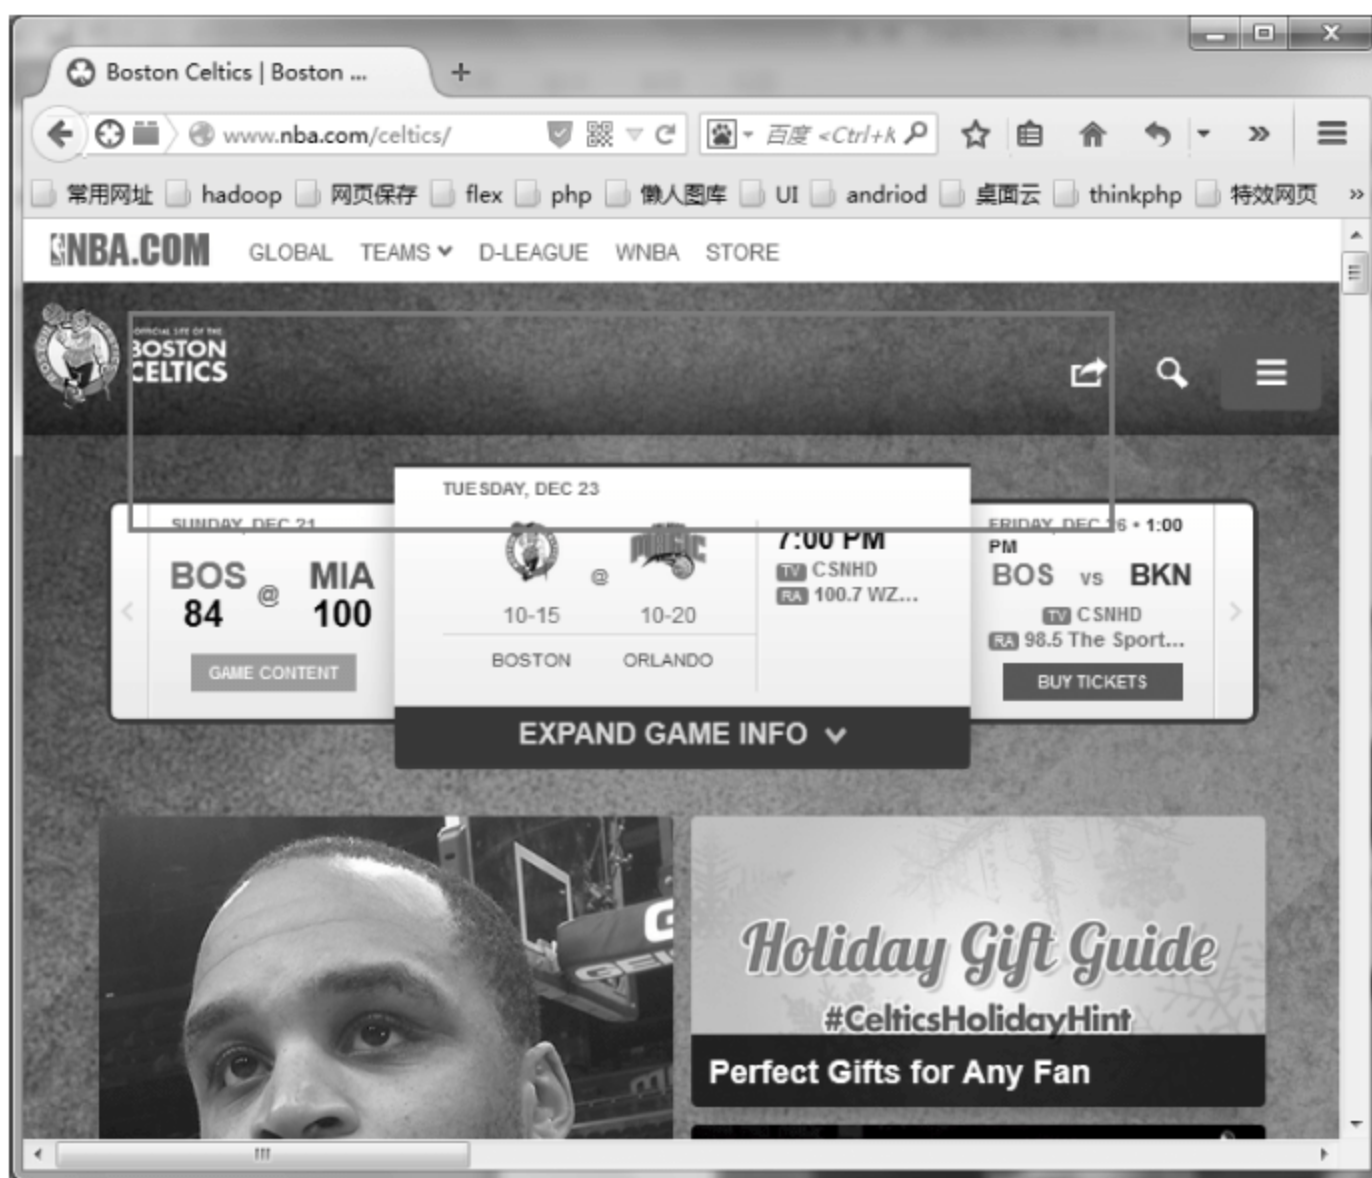 Boston Celtics | Boston ...
www.nba.com/celtics/
百度 <Ctrl+k
常用网址 hadoop 网页保存 flex php 懒人图库 UI andriod 桌面云 thinkphp 特效网页 »
NBA.COM GLOBAL TEAMS D-LEAGUE WNBA STORE
OFFICIAL SITE OF THE
BOSTON
CELTICS
TUESDAY, DEC 23
SUNDAY, DEC 21
BOS @ MIA
84 100
GAME CONTENT
MAGIC
@
10-15 10-20
BOSTON ORLANDO
7:00 PM
TV CSNHD
RA 100.7 WZ...
EXPAND GAME INFO
FRIDAY, DEC 26 • 1:00
PM
BOS vs BKN
TV CSNHD
RA 98.5 The Sport...
BUY TICKETS
Holiday Gift Guide
#CelticsHolidayHint
Perfect Gifts for Any Fan